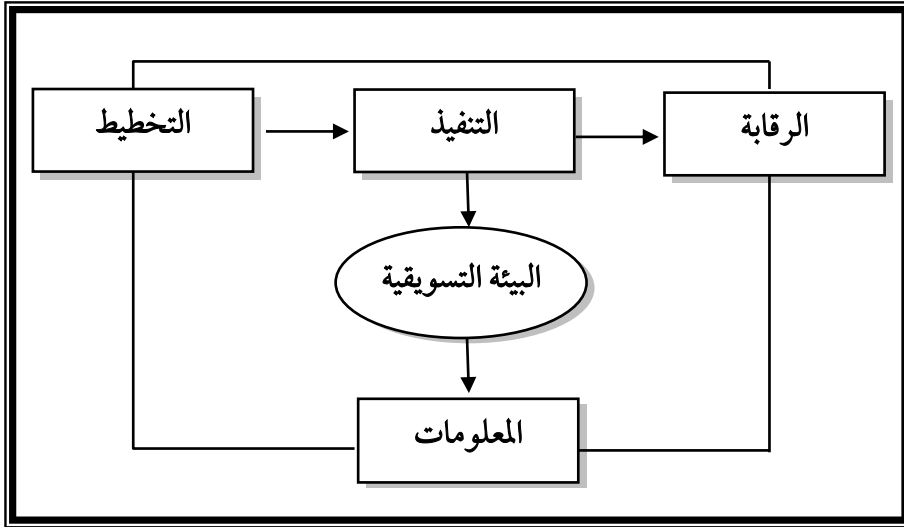 التخطيط
التنفيذ
الرقابة
البيئة التسويقية
المعلومات